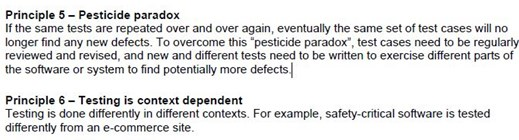 Principle 5 – Pesticide paradox
If the same tests are repeated over and over again, eventually the same set of test cases will no
longer find any new defects. To overcome this “pesticide paradox”, test cases need to be regularly
reviewed and revised, and new and different tests need to be written to exercise different parts of
the software or system to find potentially more defects.
Principle 6 – Testing is context dependent
Testing is done differently in different contexts. For example, safety-critical software is tested
differently from an e-commerce site.